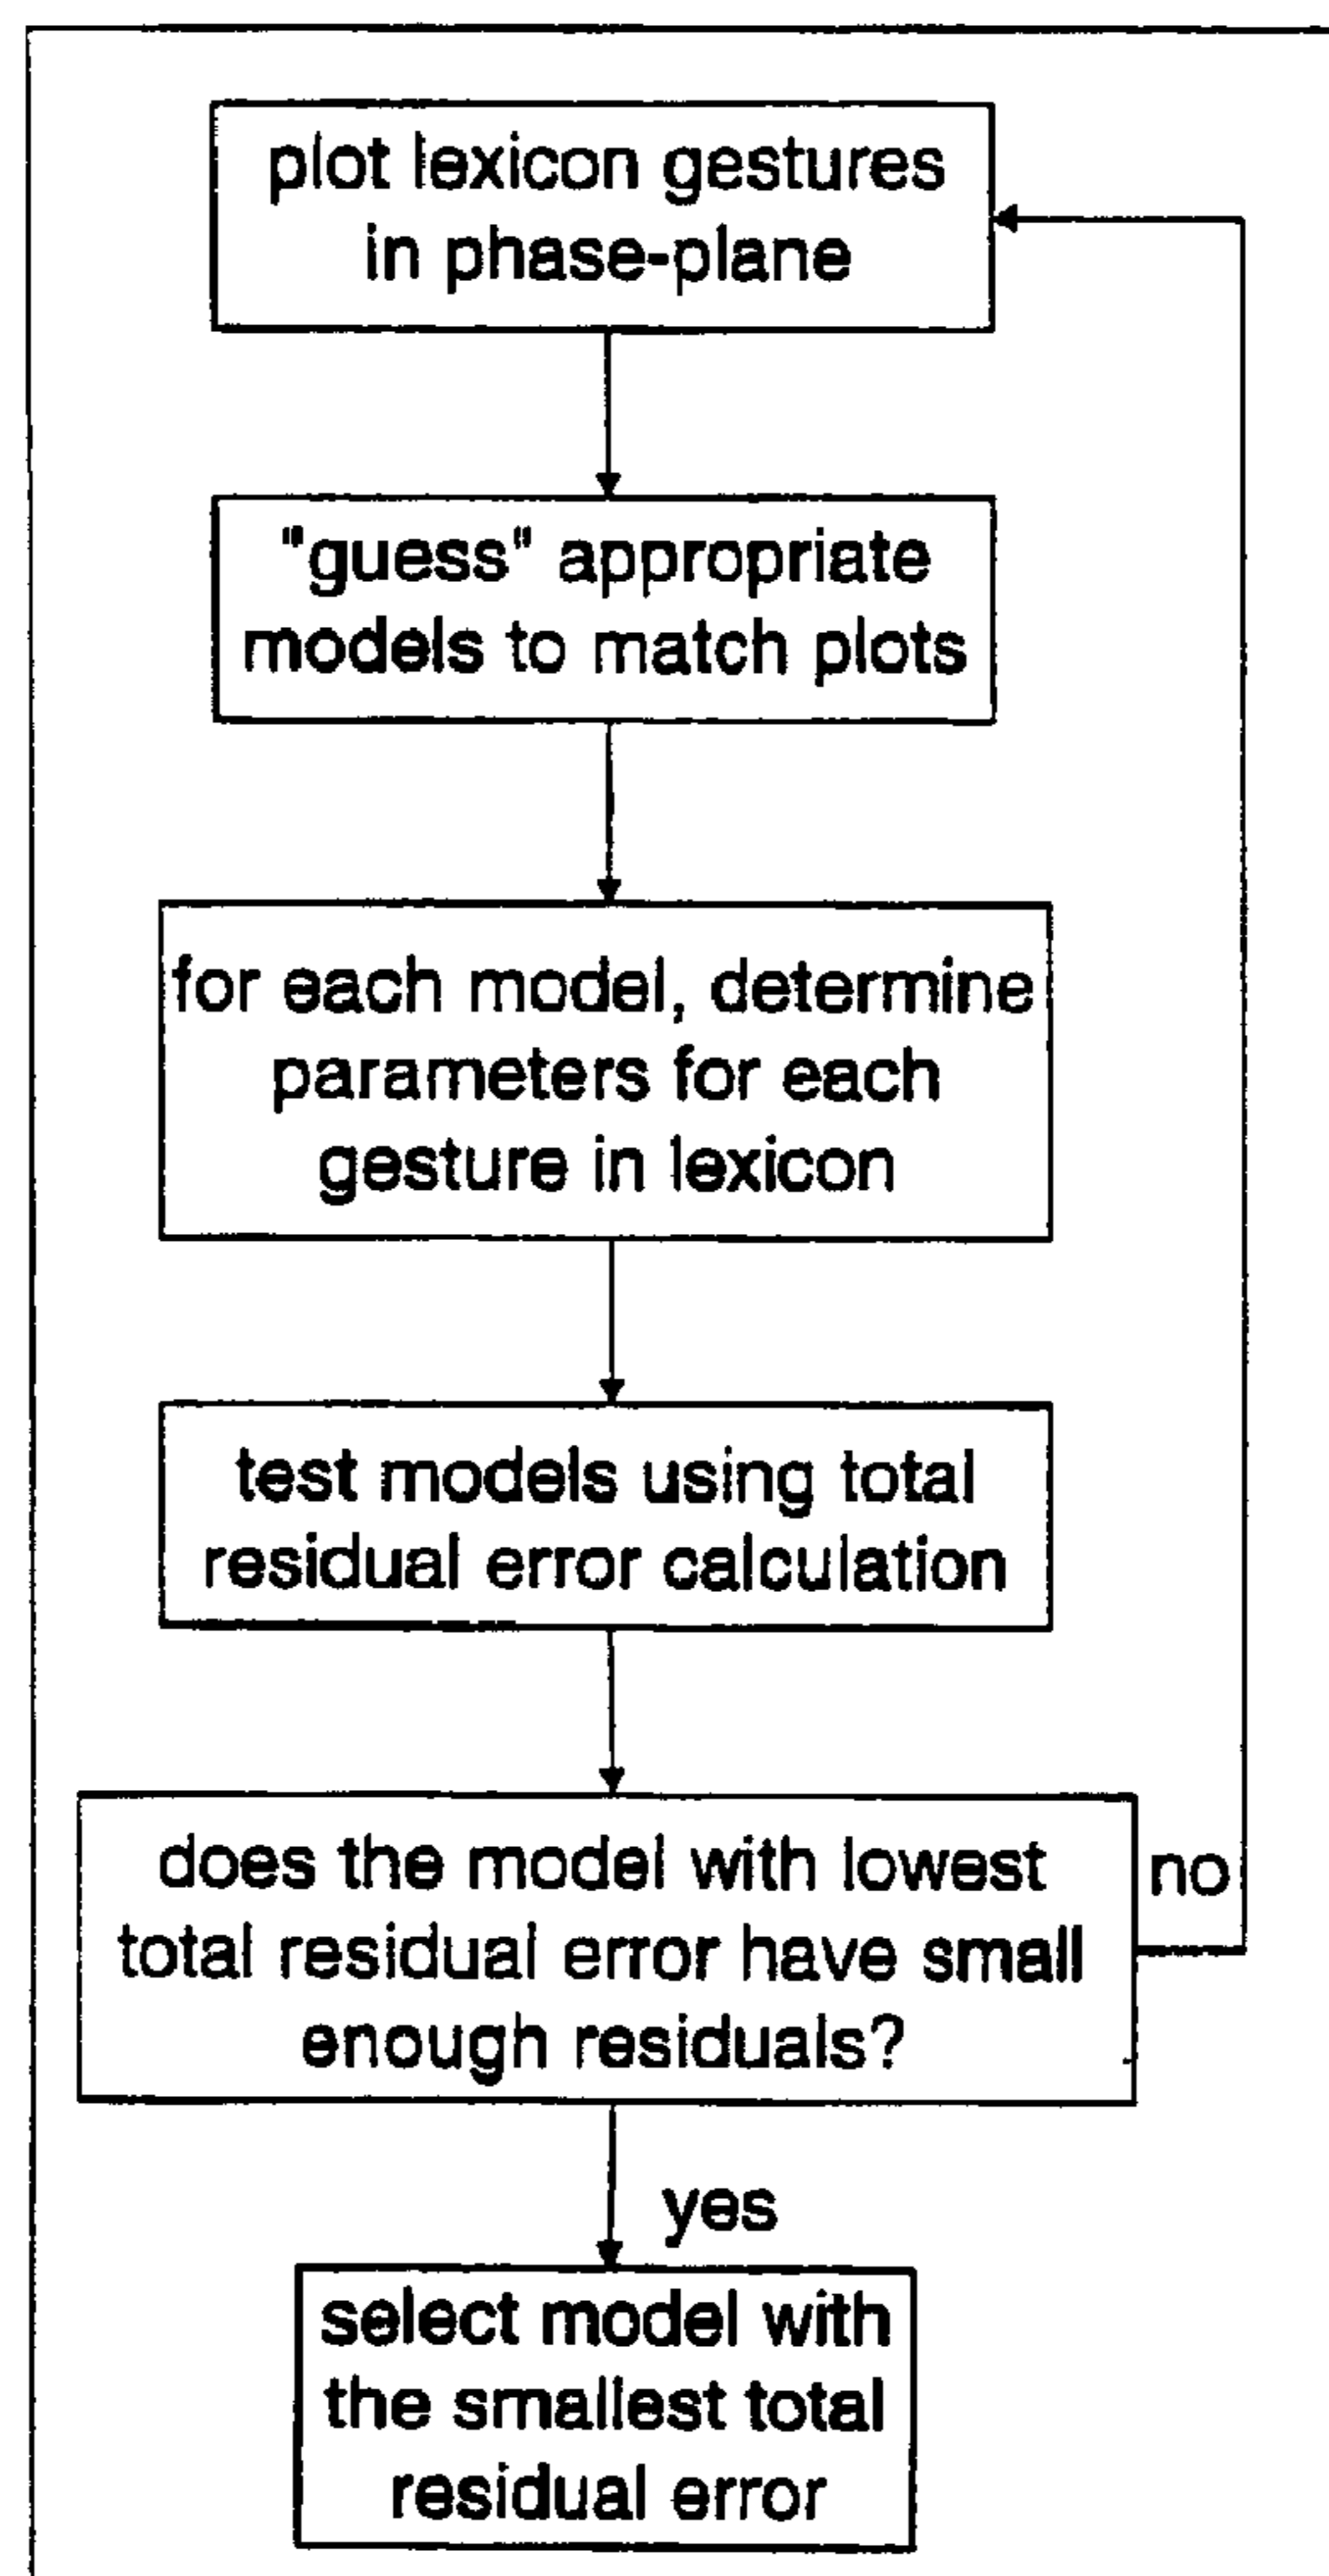 plot lexicon gestures
in phase-plane
"guess" appropriate
models to match plots
for each model, determine
parameters for each
gesture in lexicon
test models using total
residual error calculation
does the model with lowest
total residual error have small
enough residuals?
no
yes
select model with
the smallest total
residual error